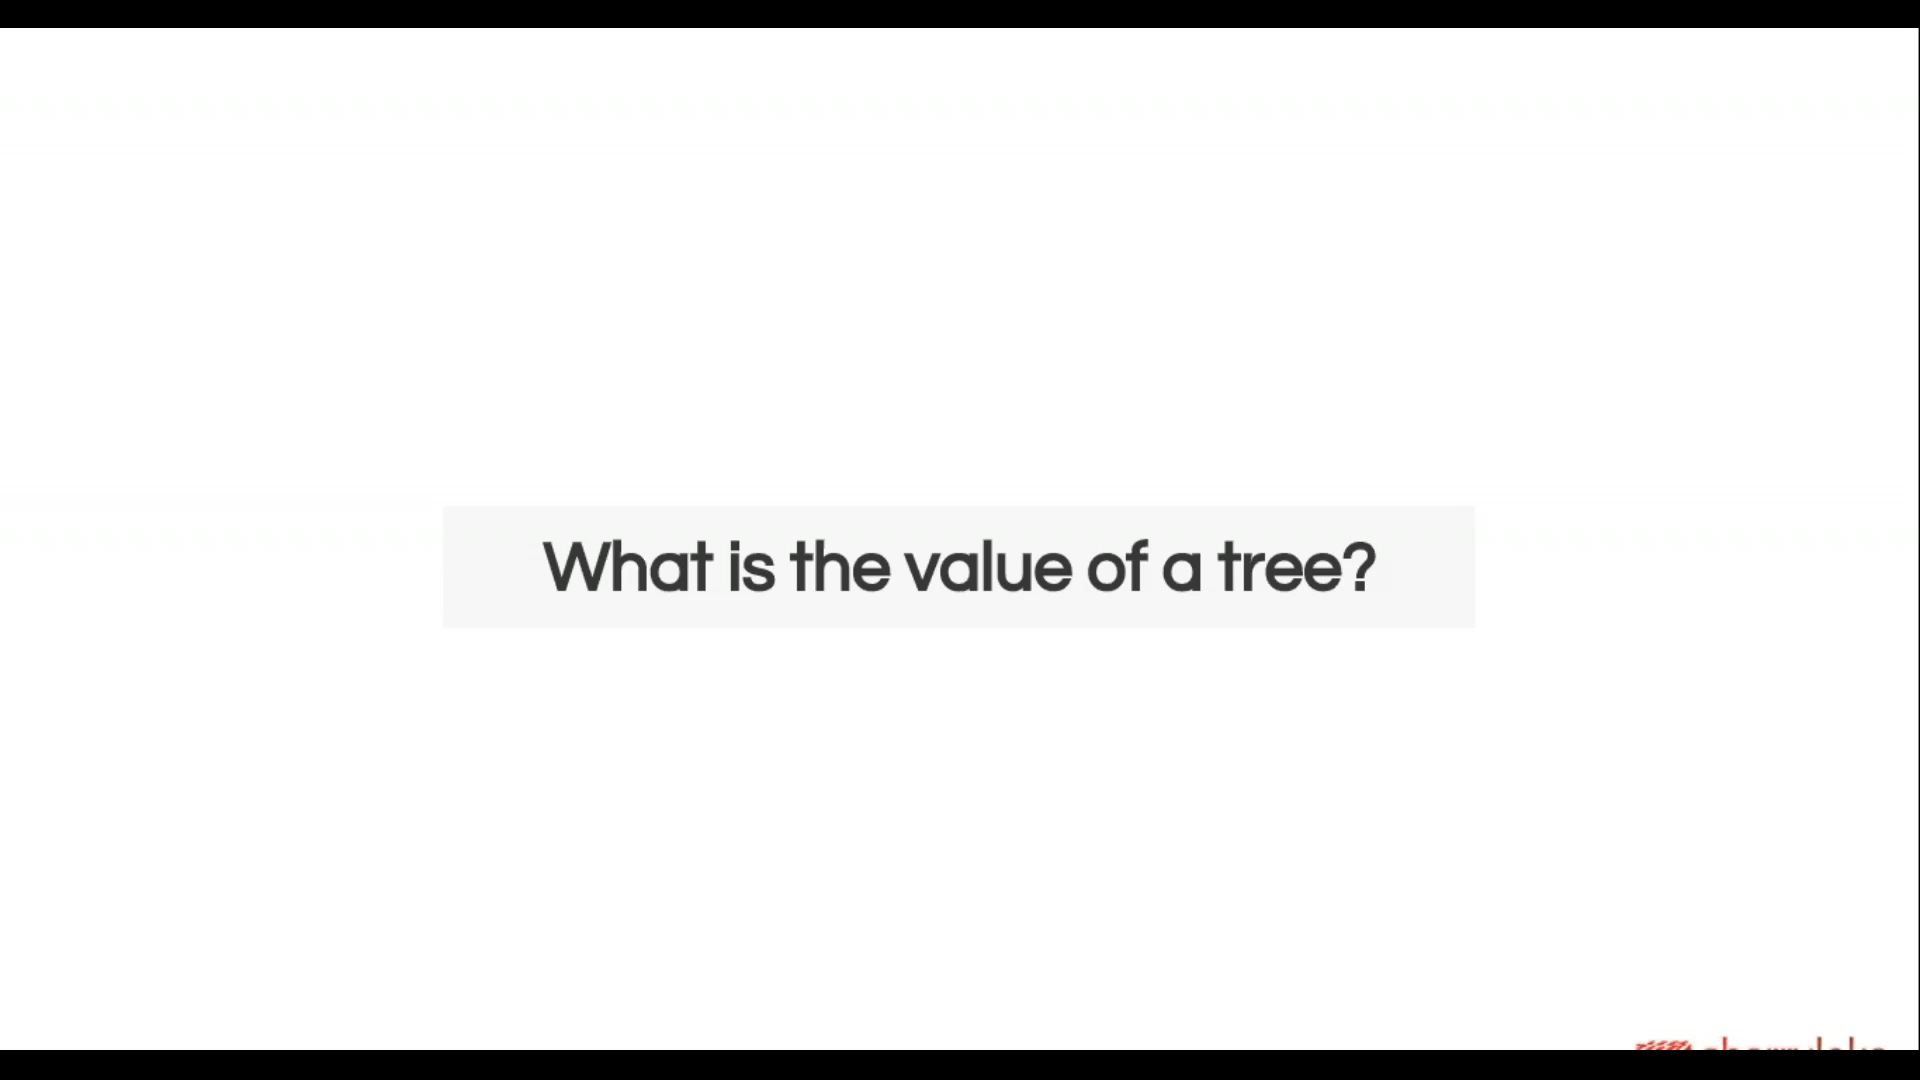 What is the value of a tree?